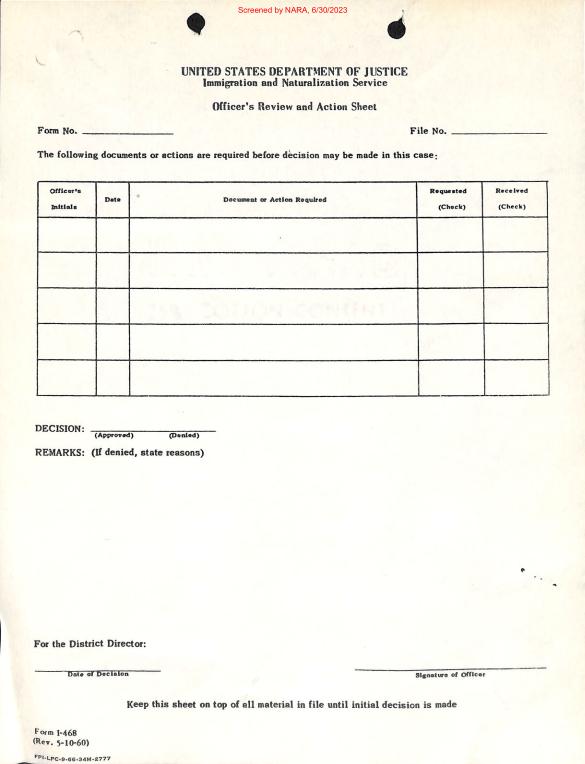 Screened by NARA, 6/30/2023
UNITED STATES DEPARTMENT OF JUSTICE
Immigration and Naturalization Service
Officer's Review and Action Sheet
Form No. File No.
The following documents or actions are required before decision may be made in this case:
Officer's Initials Date Document or Action Required Requested (Check) Received (Check)
DECISION:
(Approved) (Denied)
REMARKS: (If denied, state reasons)
For the District Director:
Date of Decision Signature of Officer
Keep this sheet on top of all material in file until initial decision is made
Form I-468
(Rev. 5-10-60)
FPI-LPC-9-66-34M-2777